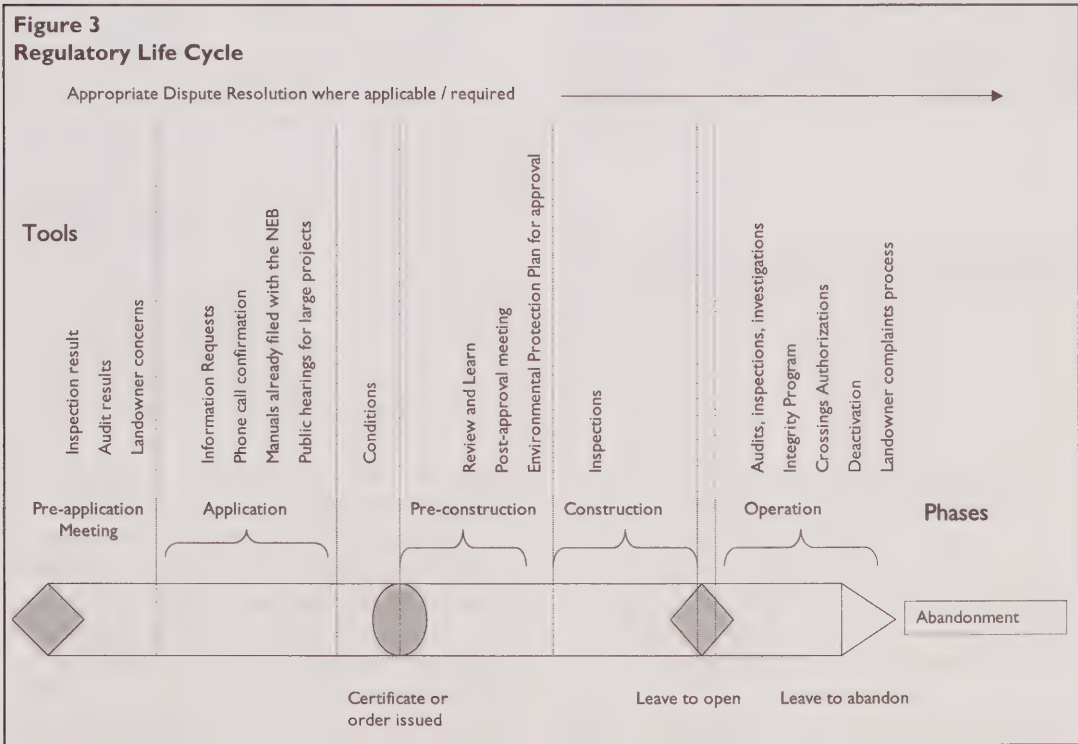 Figure 3
Regulatory Life Cycle
Appropriate Dispute Resolution where applicable / required
Tools
Inspection result
Audit results
Landowner concerns
Information Requests
Phone call confirmation
Manuals already filed with the NEB
Public hearings for large projects
Conditions
Review and Learn
Post-approval meeting
Environmental Protection Plan for approval
Inspections
Audits, inspections, investigations
Integrity Program
Crossings Authorizations
Deactivation
Landowner complaints process
Pre-application
Meeting
Application
Pre-construction
Construction
Operation
Phases
Abandonment
Certificate or
order issued
Leave to open
Leave to abandon